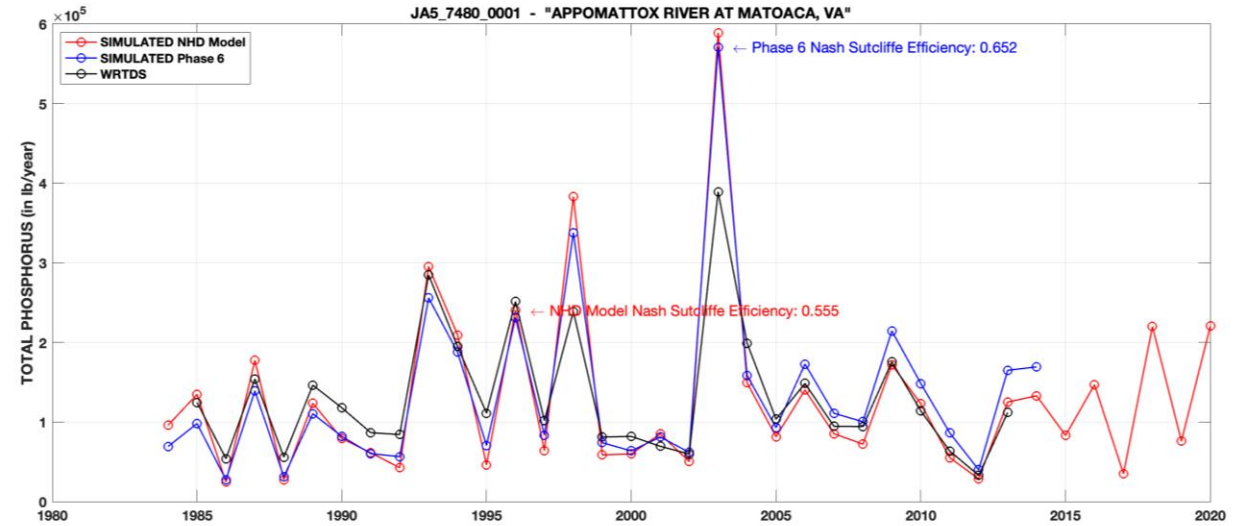 JA5_7480_0001 - "APPOMATTOX RIVER AT MATOACA, VA"
×10⁵
SIMULATED NHD Model
SIMULATED Phase 6
WRTDS
← Phase 6 Nash Sutcliffe Efficiency: 0.652
← NHD Model Nash Sutcliffe Efficiency: 0.555
TOTAL PHOSPHORUS (in lb/year)
6
5
4
3
2
1
0
1980 1985 1990 1995 2000 2005 2010 2015 2020